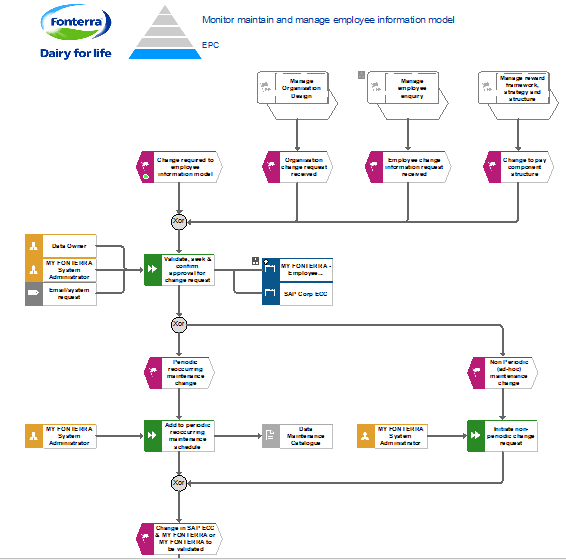 Fonterra
Dairy for life
Monitor maintain and manage employee information model
EPC
Manage
Organisation
Design
Manage
employee
enquiry
Manage reward
framework,
strategy and
structure
Change required to
employee
information model
Organisation
change request
received
Employee change
information request
received
Change to pay
component
structure
Xor
Data Owner
MY FONTERRA
System
Administrator
Email/system
request
Validate, seek &
confirm
approval for
change request
MY FONTERRA -
Employee...
SAP Corp ECC
Xor
Periodic
reoccurring
maintenance
change
Non Periodic
(ad-hoc)
maintenance
change
MY FONTERRA
System
Administrator
Add to periodic
reoccurring
maintenance
schedule
Data
Maintenance
Catalogue
MY FONTERRA
System
Administrator
Initiate non-
periodic change
request
Xor
Change in SAP ECC
& MY FONTERRA or
MY FONTERRA to
be validated